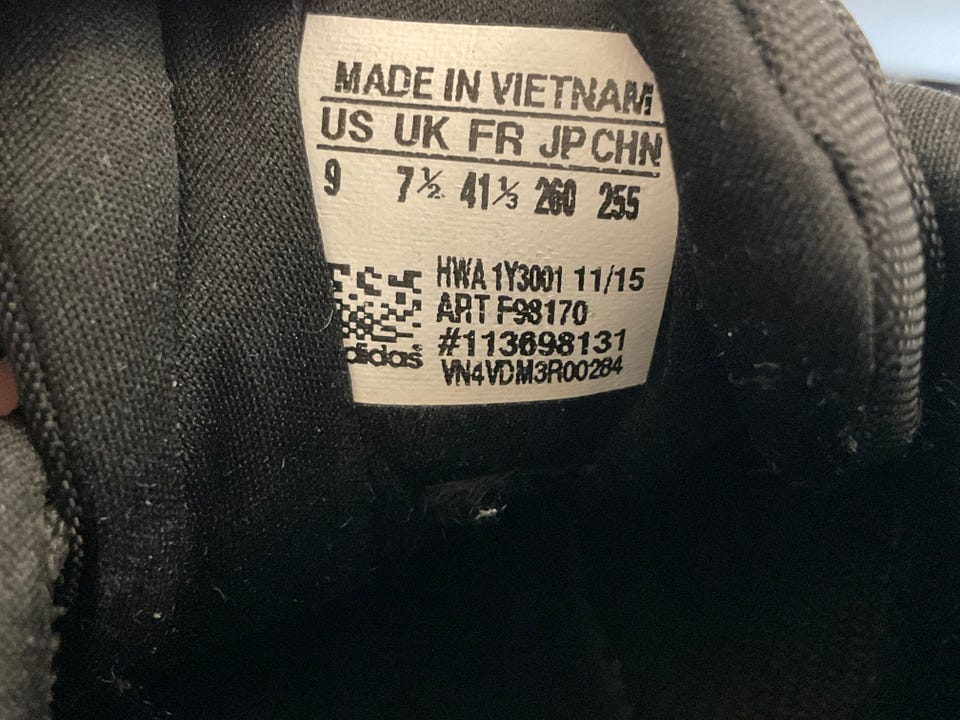 MADE IN VIETNAM
US UK FR JP CHN
9 7½ 41⅓ 260 255
HWA 1Y3001 11/15
ART F98170
#113698131
adidas
VN4VDM3R00284